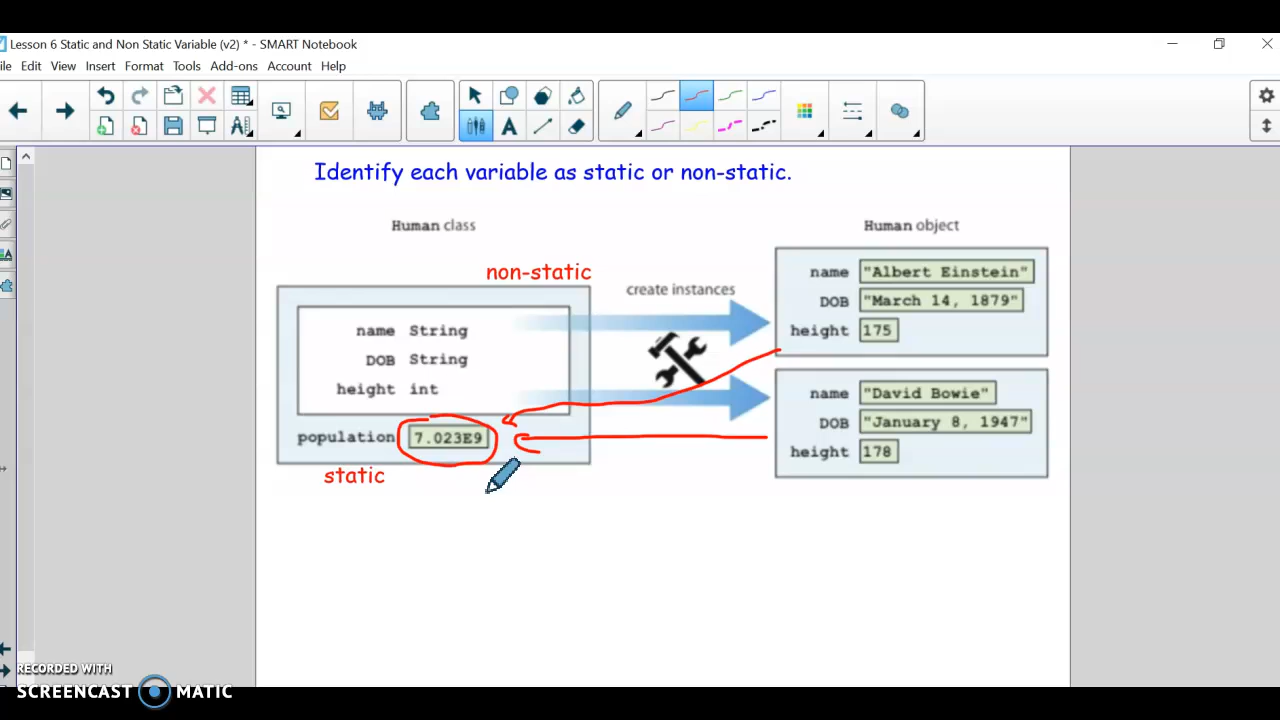 Lesson 6 Static and Non Static Variable (v2) * - SMART Notebook
ile Edit View Insert Format Tools Add-ons Account Help
Identify each variable as static or non-static.
Human class
Human object
non-static
create instances
name String
DOB String
height int
population 7.023E9
static
name "Albert Einstein"
DOB "March 14, 1879"
height 175
name "David Bowie"
DOB "January 8, 1947"
height 178
RECORDED WITH
SCREENCAST MATIC